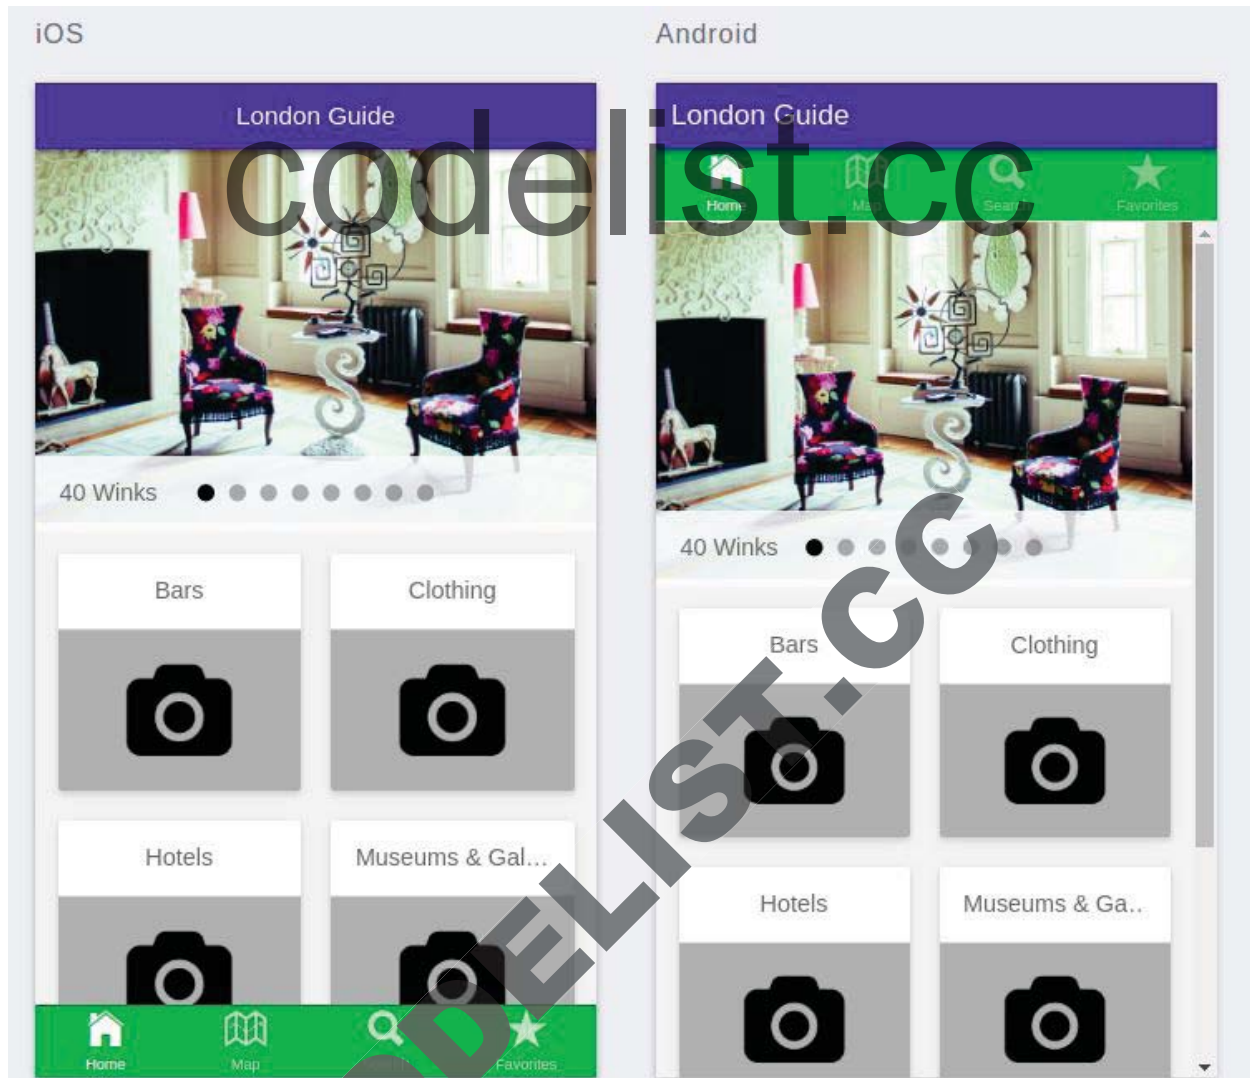 iOS
Android
London Guide
London Guide
codelist.cc
Home
Map
Search
Favorites
40 Winks
40 Winks
Bars
Clothing
Bars
Clothing
Hotels
Museums & Gal...
Hotels
Museums & Ga..
CODELIST.CC
Home
Map
Favorites